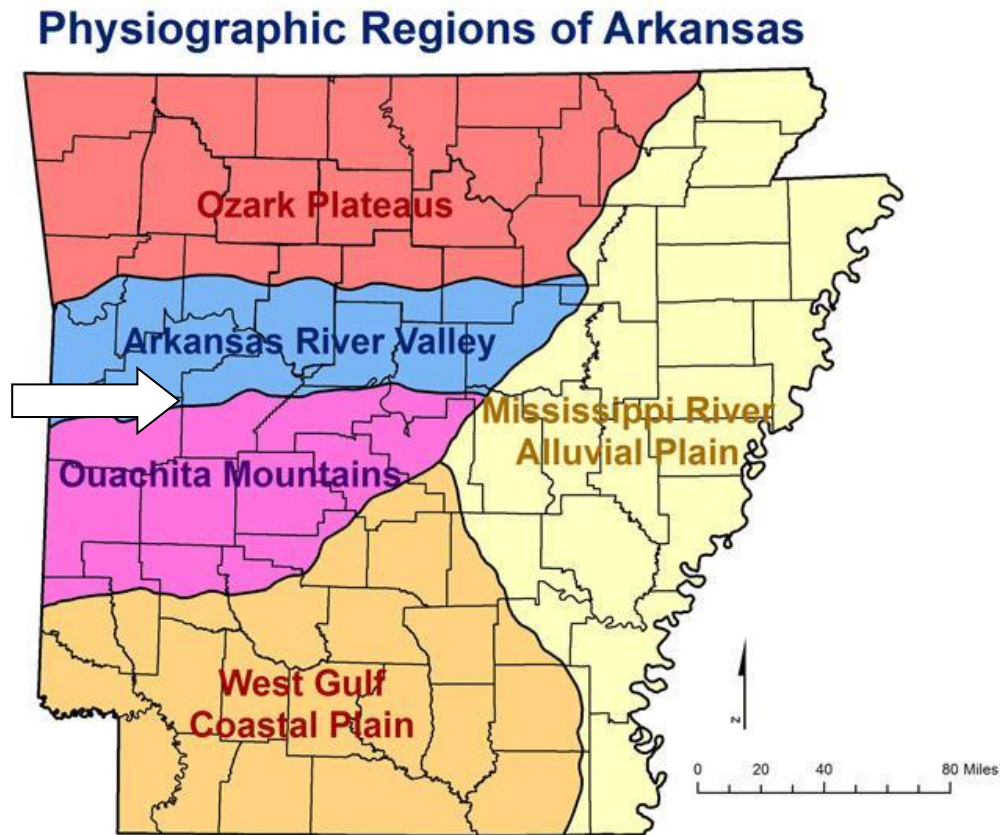 Physiographic Regions of Arkansas
Ozark Plateaus
Arkansas River Valley
Mississippi River
Alluvial Plain
Ouachita Mountains
West Gulf
Coastal Plain
N
0 20 40 80 Miles